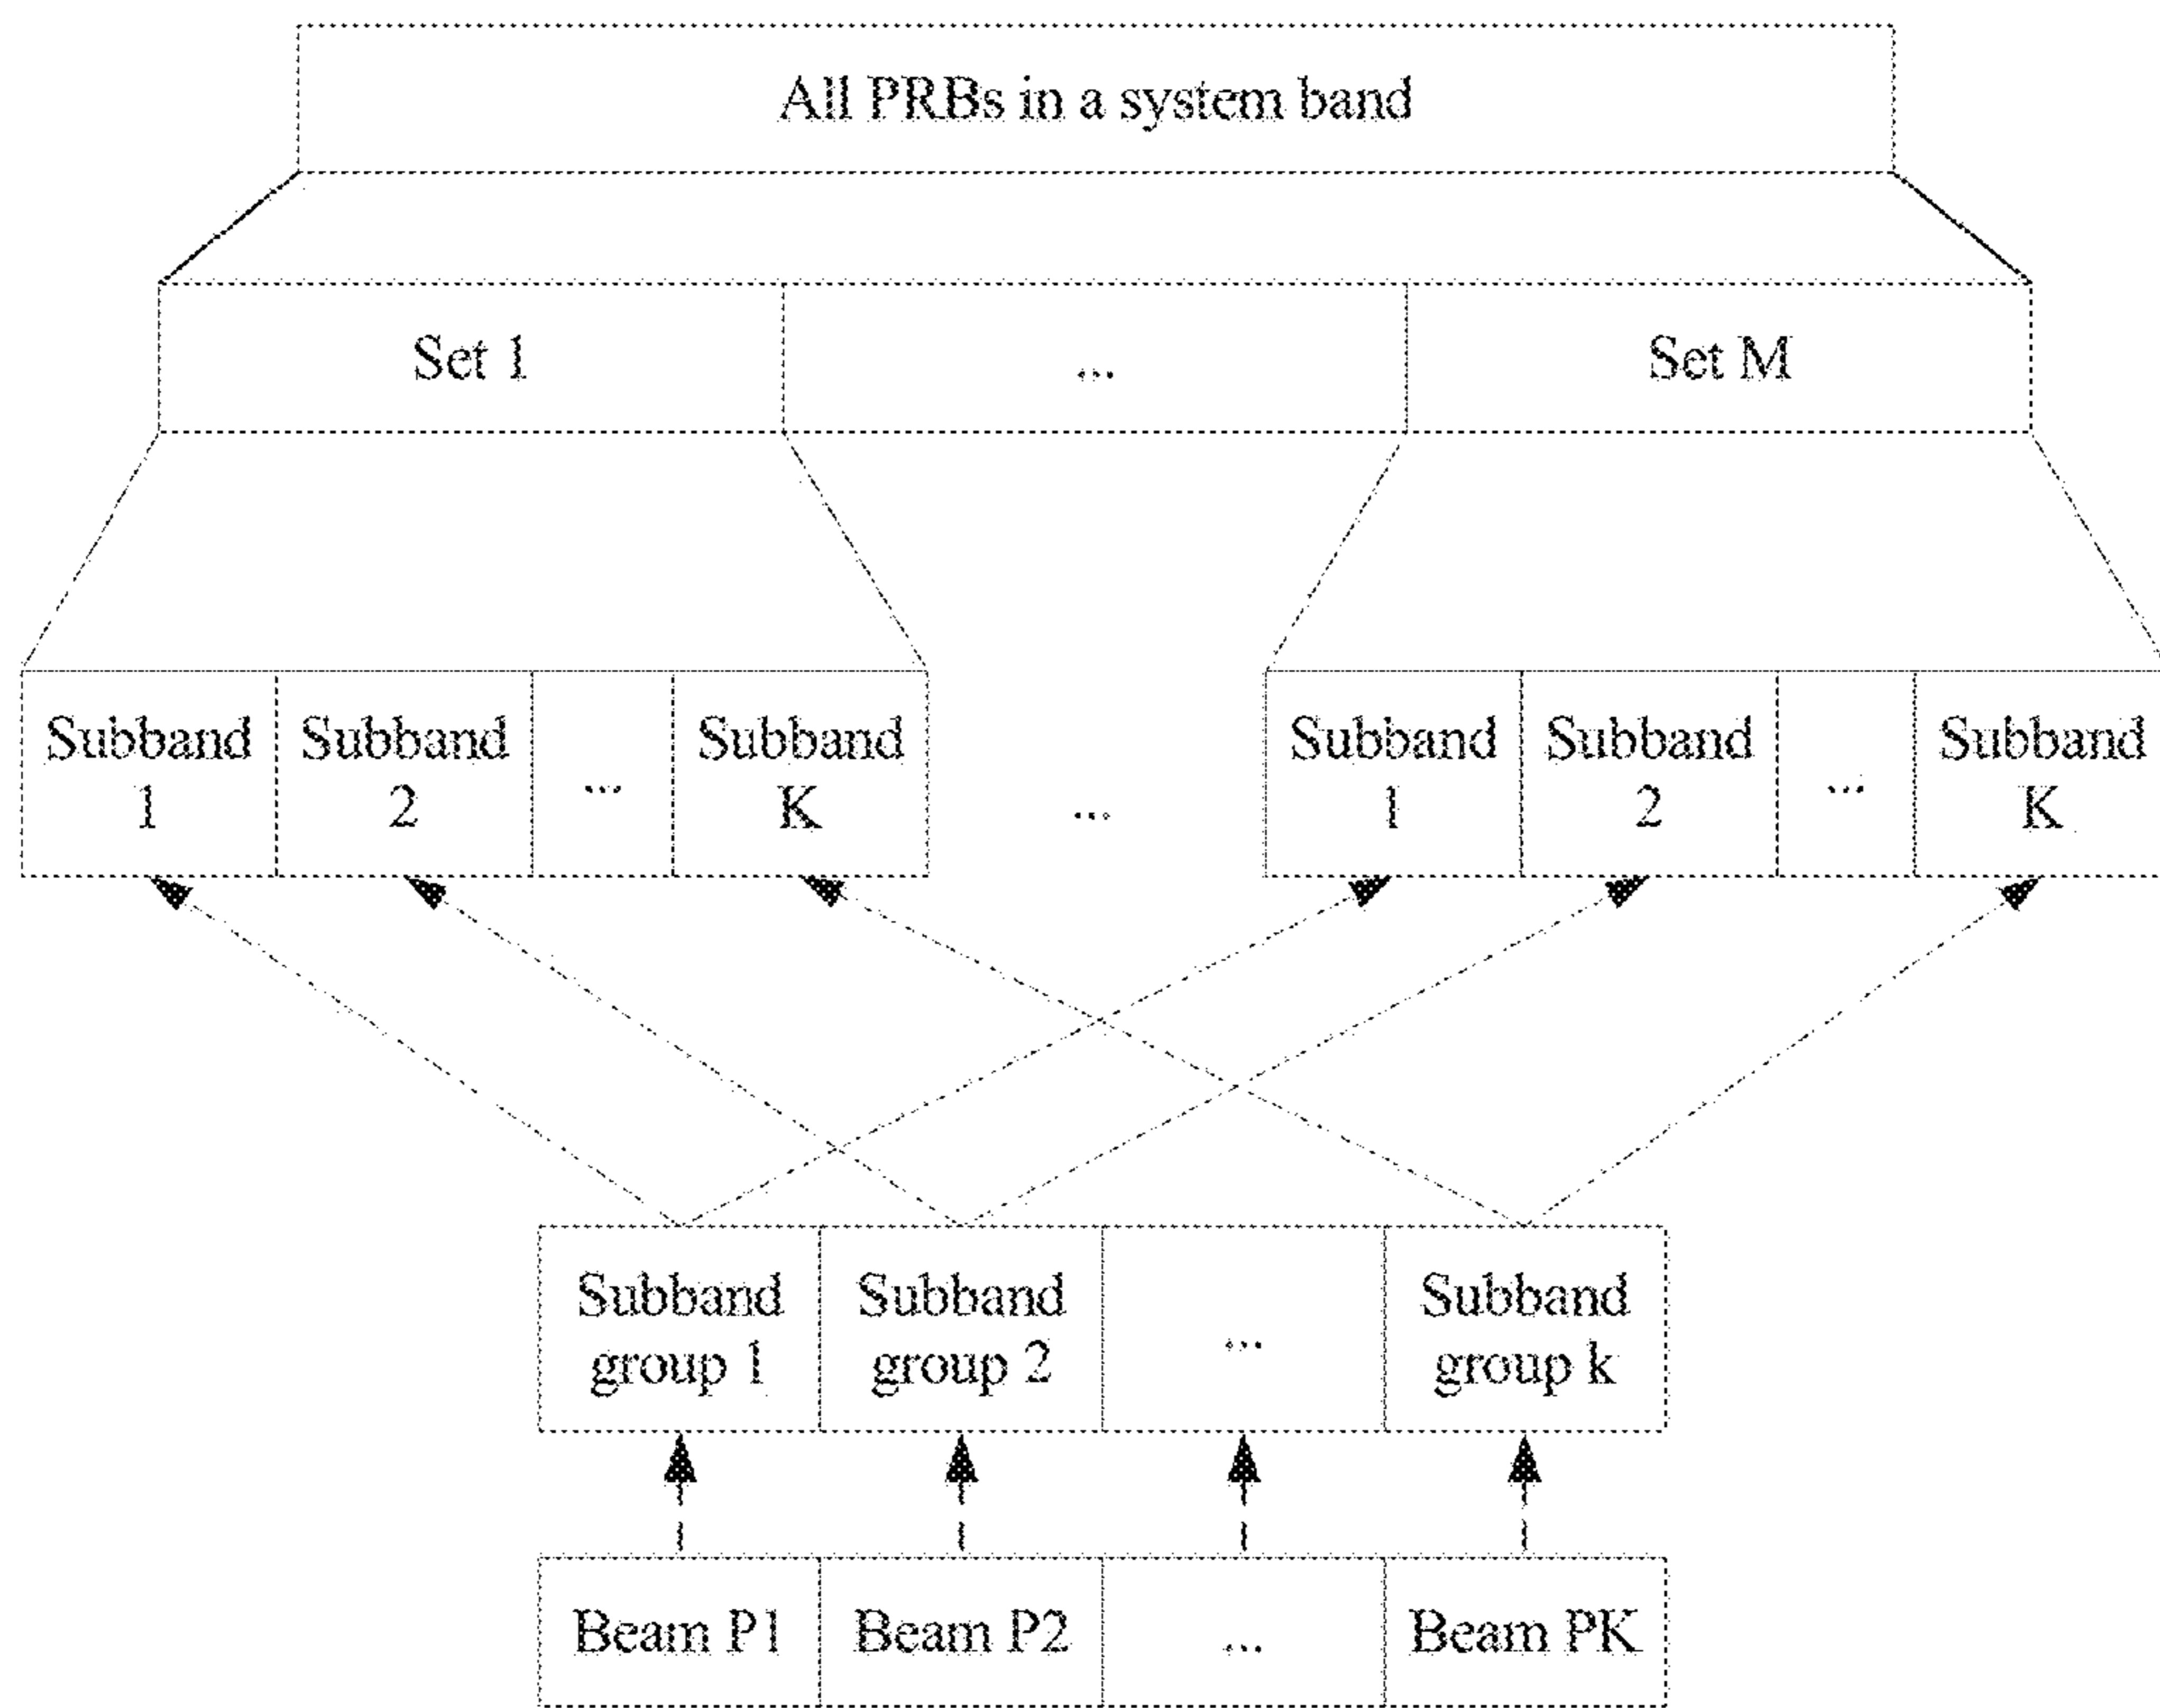 All PRBs in a system band
Set 1
...
Set M
Subband
1
Subband
2
...
Subband
K
...
Subband
1
Subband
2
...
Subband
K
Subband
group 1
Subband
group 2
...
Subband
group k
Beam P1
Beam P2
...
Beam PK